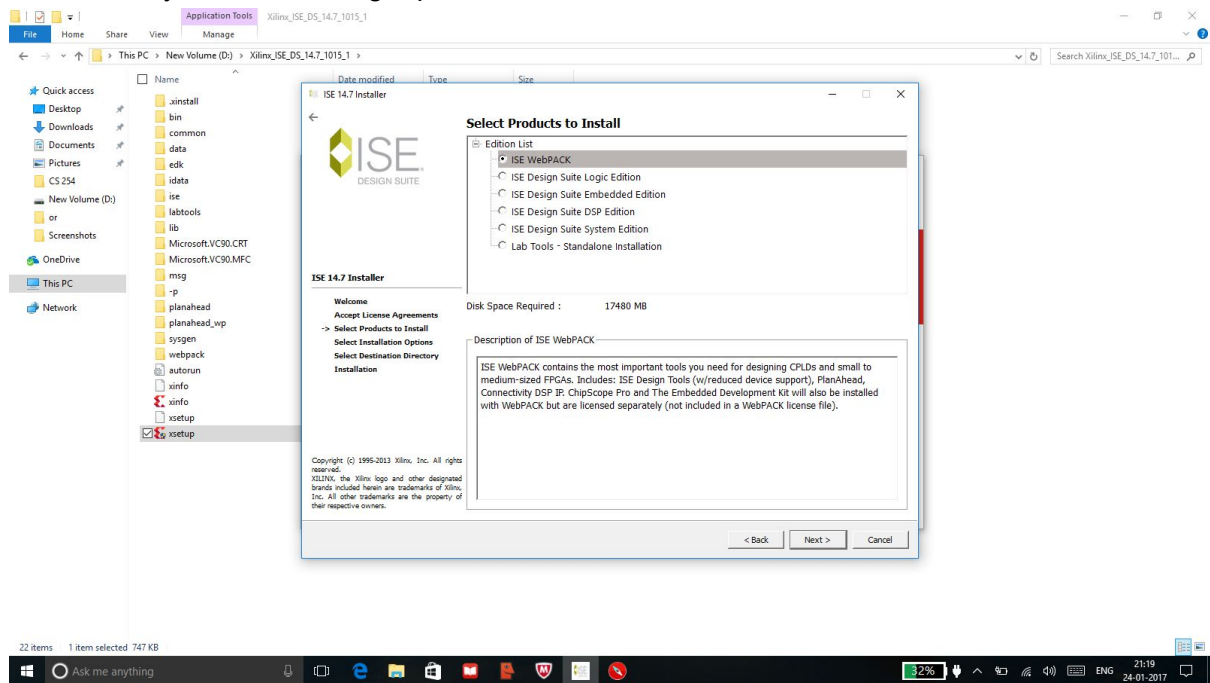 Application Tools
Xilinx_ISE_DS_14.7_1015_1
File
Home
Share
View
Manage
This PC > New Volume (D:) > Xilinx_ISE_DS_14.7_1015_1 >
Search Xilinx_ISE_DS_14.7_101...
Name
Date modified
Type
Size
Quick access
Desktop
Downloads
Documents
Pictures
CS 254
New Volume (D:)
or
Screenshots
OneDrive
This PC
Network
.xinstall
bin
common
data
edk
idata
ise
labtools
lib
Microsoft.VC90.CRT
Microsoft.VC90.MFC
msg
-p
planahead
planahead_wp
sysgen
webpack
autorun
xinfo
xinfo
xsetup
xsetup
ISE 14.7 Installer
ISE
DESIGN SUITE
ISE 14.7 Installer
Welcome
Accept License Agreements
-> Select Products to Install
Select Installation Options
Select Destination Directory
Installation
Copyright (c) 1995-2013 Xilinx, Inc. All rights
reserved.
XILINX, the Xilinx logo and other designated
brands included herein are trademarks of Xilinx,
Inc. All other trademarks are the property of
their respective owners.
Select Products to Install
Edition List
ISE WebPACK
ISE Design Suite Logic Edition
ISE Design Suite Embedded Edition
ISE Design Suite DSP Edition
ISE Design Suite System Edition
Lab Tools - Standalone Installation
Disk Space Required : 17480 MB
Description of ISE WebPACK
ISE WebPACK contains the most important tools you need for designing CPLDs and small to
medium-sized FPGAs. Includes: ISE Design Tools (w/reduced device support), PlanAhead,
Connectivity DSP IP. ChipScope Pro and The Embedded Development Kit will also be installed
with WebPACK but are licensed separately (not included in a WebPACK license file).
< Back
Next >
Cancel
22 items 1 item selected 747 KB
Ask me anything
32%
ENG
21:19
24-01-2017